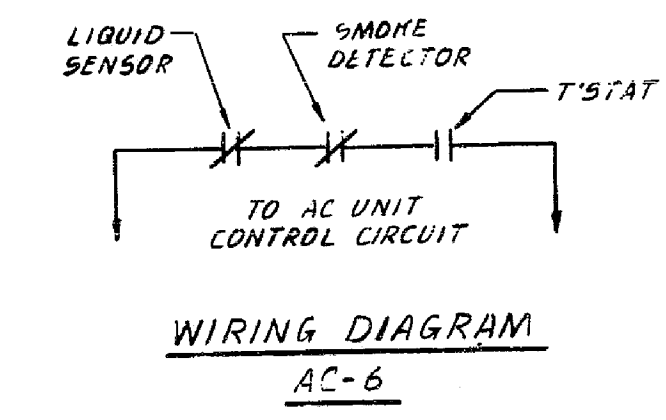 LIQUID
SENSOR
SMOKE
DETECTOR
T'STAT
TO AC UNIT
CONTROL CIRCUIT
WIRING DIAGRAM
AC-6